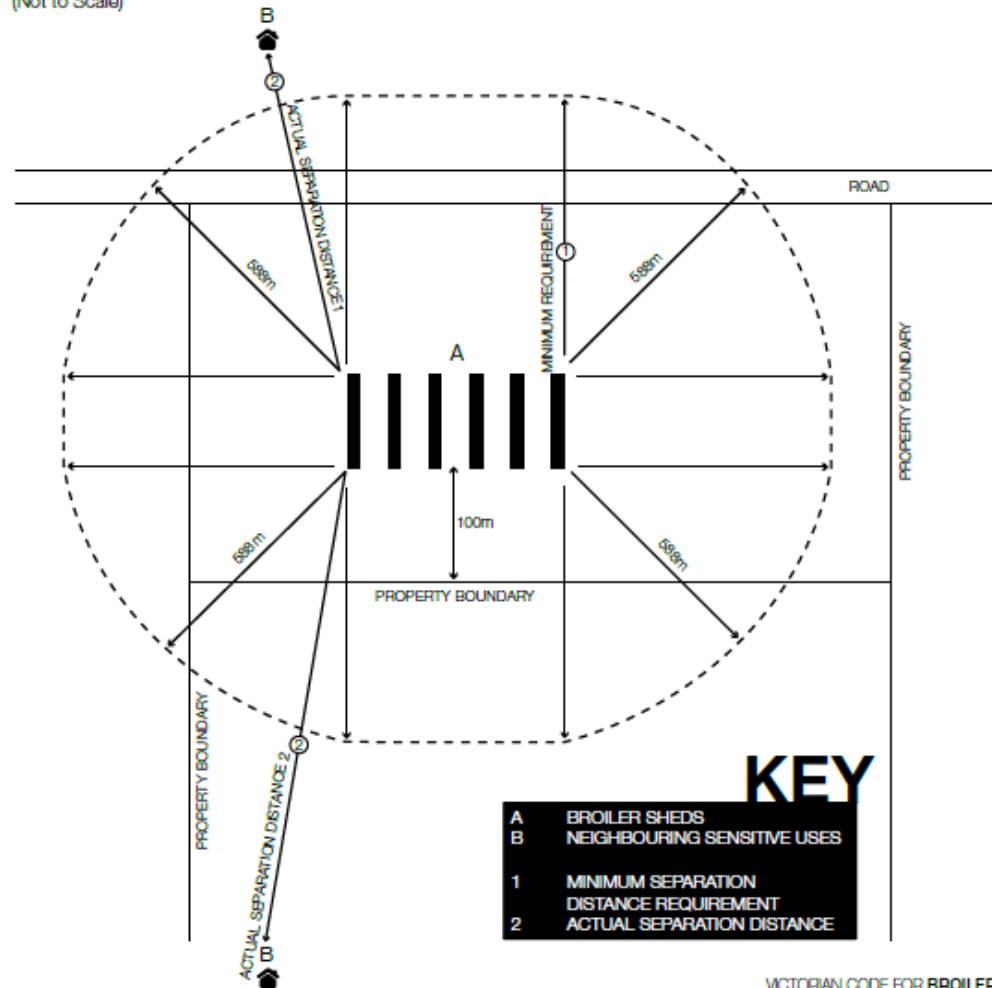 (Not to Scale)
B
2
ACTUAL SEPARATION DISTANCE 1
ROAD
588m
MINIMUM REQUIREMENT
1
588m
A
PROPERTY BOUNDARY
100m
588m
588m
PROPERTY BOUNDARY
PROPERTY BOUNDARY
2
ACTUAL SEPARATION DISTANCE 2
B
KEY
A BROILER SHEDS
B NEIGHBOURING SENSITIVE USES
1 MINIMUM SEPARATION
DISTANCE REQUIREMENT
2 ACTUAL SEPARATION DISTANCE
VICTORIAN CODE FOR BROILER